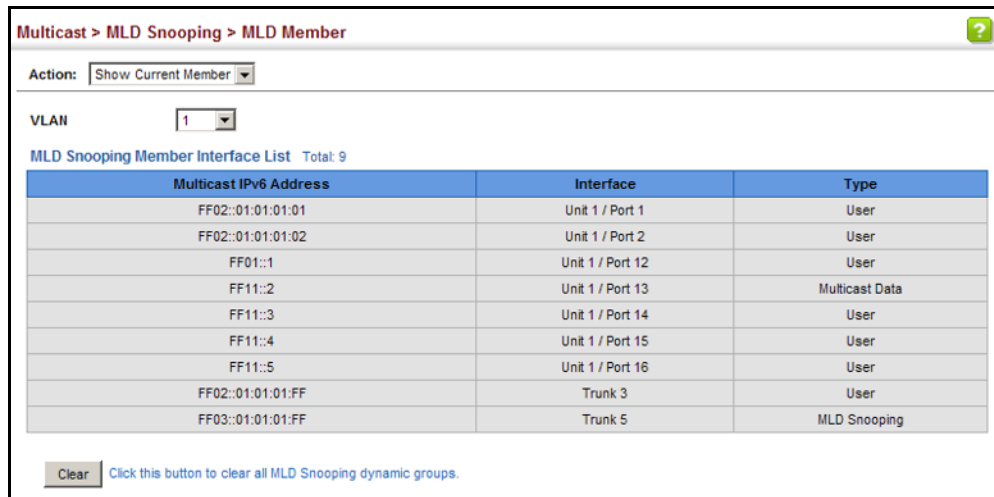 Multicast > MLD Snooping > MLD Member
?
Action: Show Current Member
VLAN 1
MLD Snooping Member Interface List Total: 9
Multicast IPv6 Address Interface Type
FF02::01:01:01:01 Unit 1 / Port 1 User
FF02::01:01:01:02 Unit 1 / Port 2 User
FF01::1 Unit 1 / Port 12 User
FF11::2 Unit 1 / Port 13 Multicast Data
FF11::3 Unit 1 / Port 14 User
FF11::4 Unit 1 / Port 15 User
FF11::5 Unit 1 / Port 16 User
FF02::01:01:01:FF Trunk 3 User
FF03::01:01:01:FF Trunk 5 MLD Snooping
Clear Click this button to clear all MLD Snooping dynamic groups.